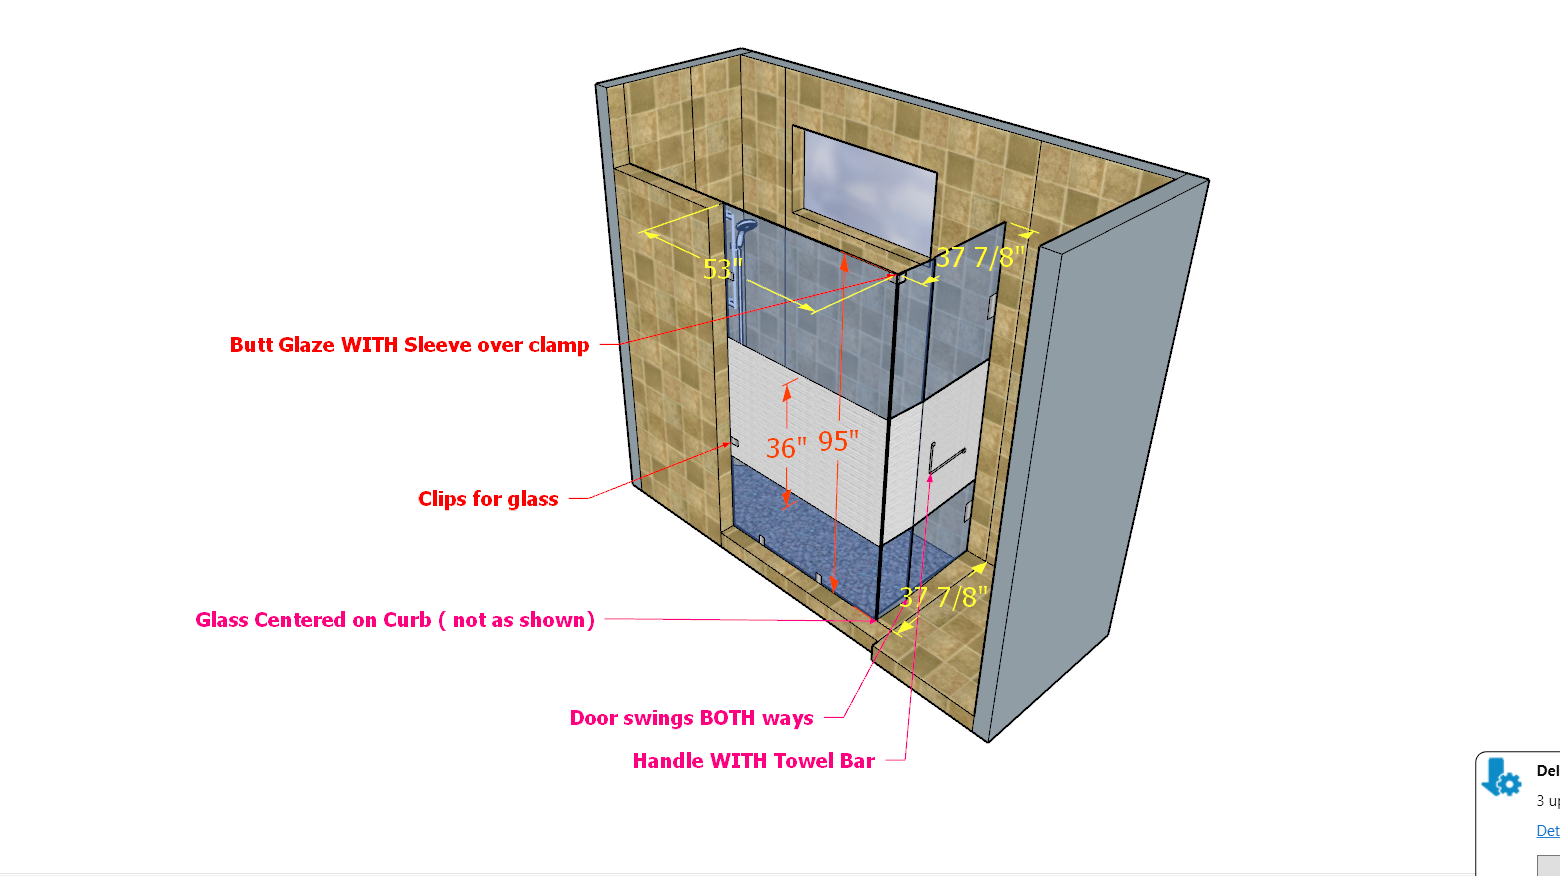 37 7/8"
53"
Butt Glaze WITH Sleeve over clamp
36" 95"
Clips for glass
37 7/8"
Glass Centered on Curb ( not as shown)
Door swings BOTH ways
Handle WITH Towel Bar
Del
3 up
Det